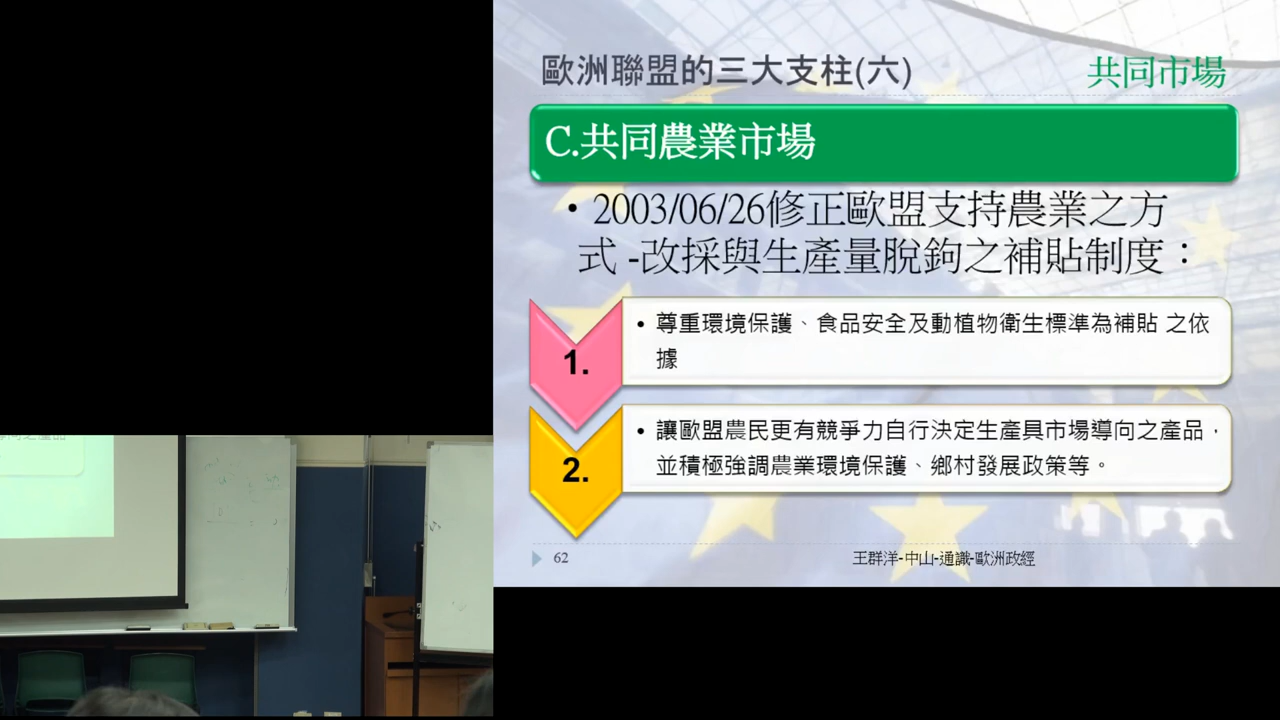 歐洲聯盟的三大支柱(六)
共同市場
C.共同農業市場
• 2003/06/26修正歐盟支持農業之方
式 -改採與生產量脫鉤之補貼制度：
1.
• 尊重環境保護、食品安全及動植物衛生標準為補貼 之依
據
2.
• 讓歐盟農民更有競爭力自行決定生產具市場導向之產品，
並積極強調農業環境保護、鄉村發展政策等。
62
王群洋-中山-通識-歐洲政經